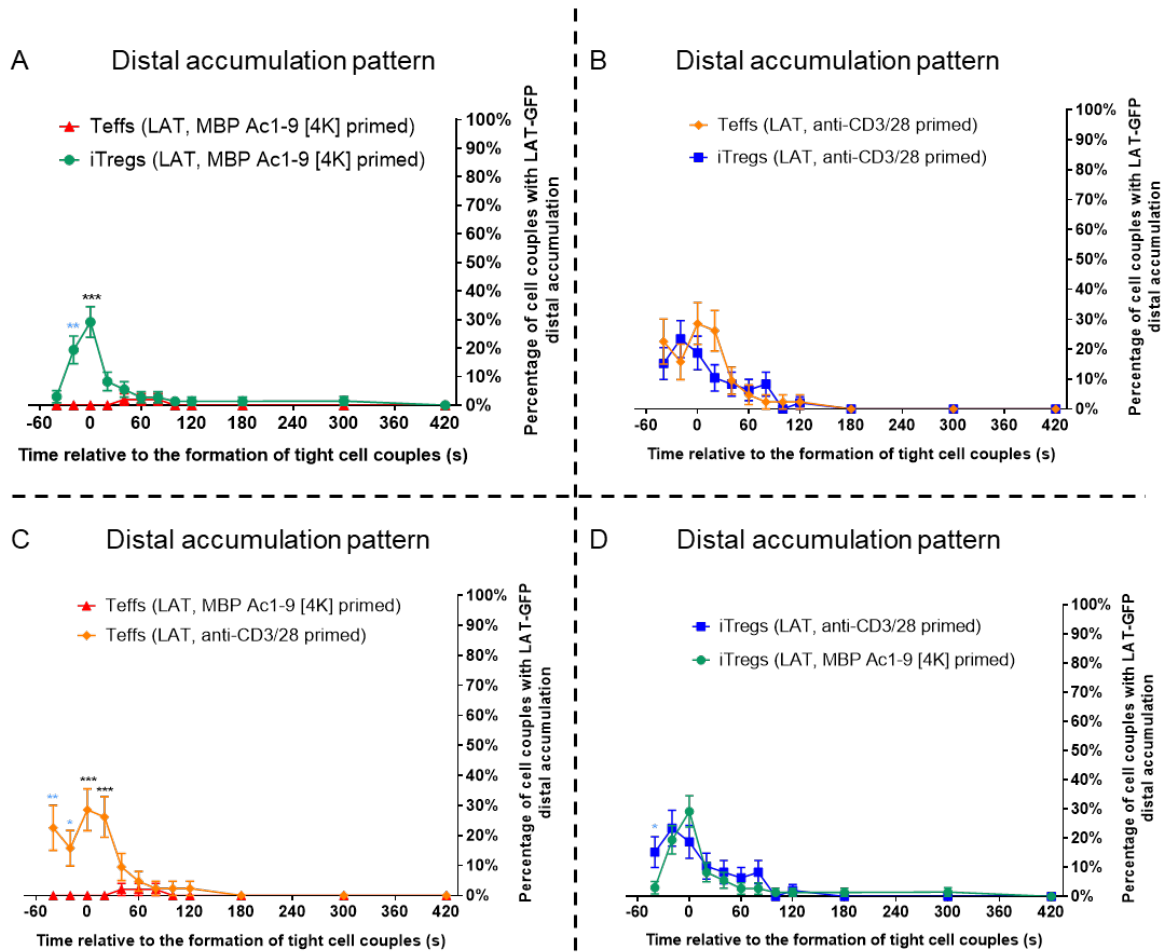 A
Distal accumulation pattern
Teffs (LAT, MBP Ac1-9 [4K] primed)
iTregs (LAT, MBP Ac1-9 [4K] primed)
**
***
100%
90%
80%
70%
60%
50%
40%
30%
20%
10%
0%
Percentage of cell couples with LAT-GFP
distal accumulation
-60 0 60 120 180 240 300 360 420
Time relative to the formation of tight cell couples (s)
B
Distal accumulation pattern
Teffs (LAT, anti-CD3/28 primed)
iTregs (LAT, anti-CD3/28 primed)
100%
90%
80%
70%
60%
50%
40%
30%
20%
10%
0%
Percentage of cell couples with LAT-GFP
distal accumulation
-60 0 60 120 180 240 300 360 420
Time relative to the formation of tight cell couples (s)
C
Distal accumulation pattern
Teffs (LAT, MBP Ac1-9 [4K] primed)
Teffs (LAT, anti-CD3/28 primed)
**
*
***
***
100%
90%
80%
70%
60%
50%
40%
30%
20%
10%
0%
Percentage of cell couples with LAT-GFP
distal accumulation
-60 0 60 120 180 240 300 360 420
Time relative to the formation of tight cell couples (s)
D
Distal accumulation pattern
iTregs (LAT, anti-CD3/28 primed)
iTregs (LAT, MBP Ac1-9 [4K] primed)
*
100%
90%
80%
70%
60%
50%
40%
30%
20%
10%
0%
Percentage of cell couples with LAT-GFP
distal accumulation
-60 0 60 120 180 240 300 360 420
Time relative to the formation of tight cell couples (s)